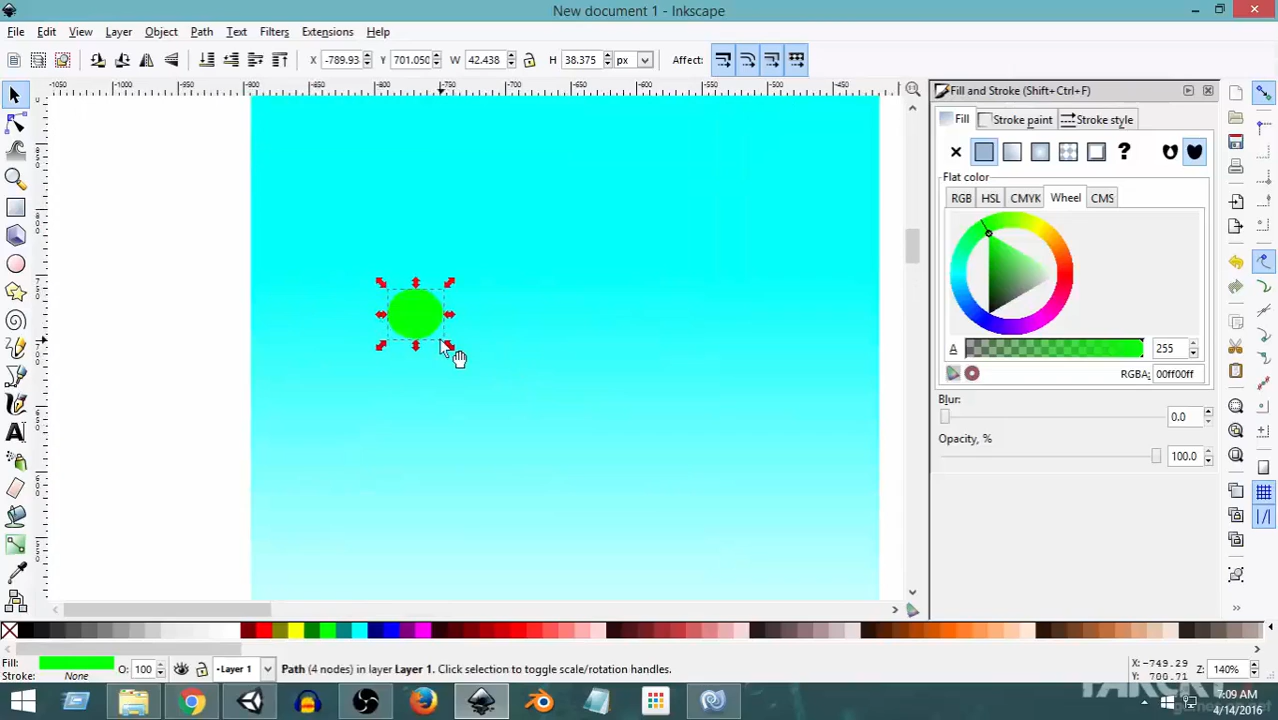 New document 1 - Inkscape
File Edit View Layer Object Path Text Filters Extensions Help
X -789.93 Y 701.050 W 42.438 H 38.375 px Affect:
Fill and Stroke (Shift+Ctrl+F)
Fill Stroke paint Stroke style
?
Flat color
RGB HSL CMYK Wheel CMS
A 255
RGBA: 00ff00ff
Blur:
0.0
Opacity, %
100.0
Fill:
Stroke: None
O: 100
Layer 1
Path (4 nodes) in layer Layer 1. Click selection to toggle scale/rotation handles.
X: -749.29
Y: 700.71
Z: 140%
7:09 AM
4/14/2016